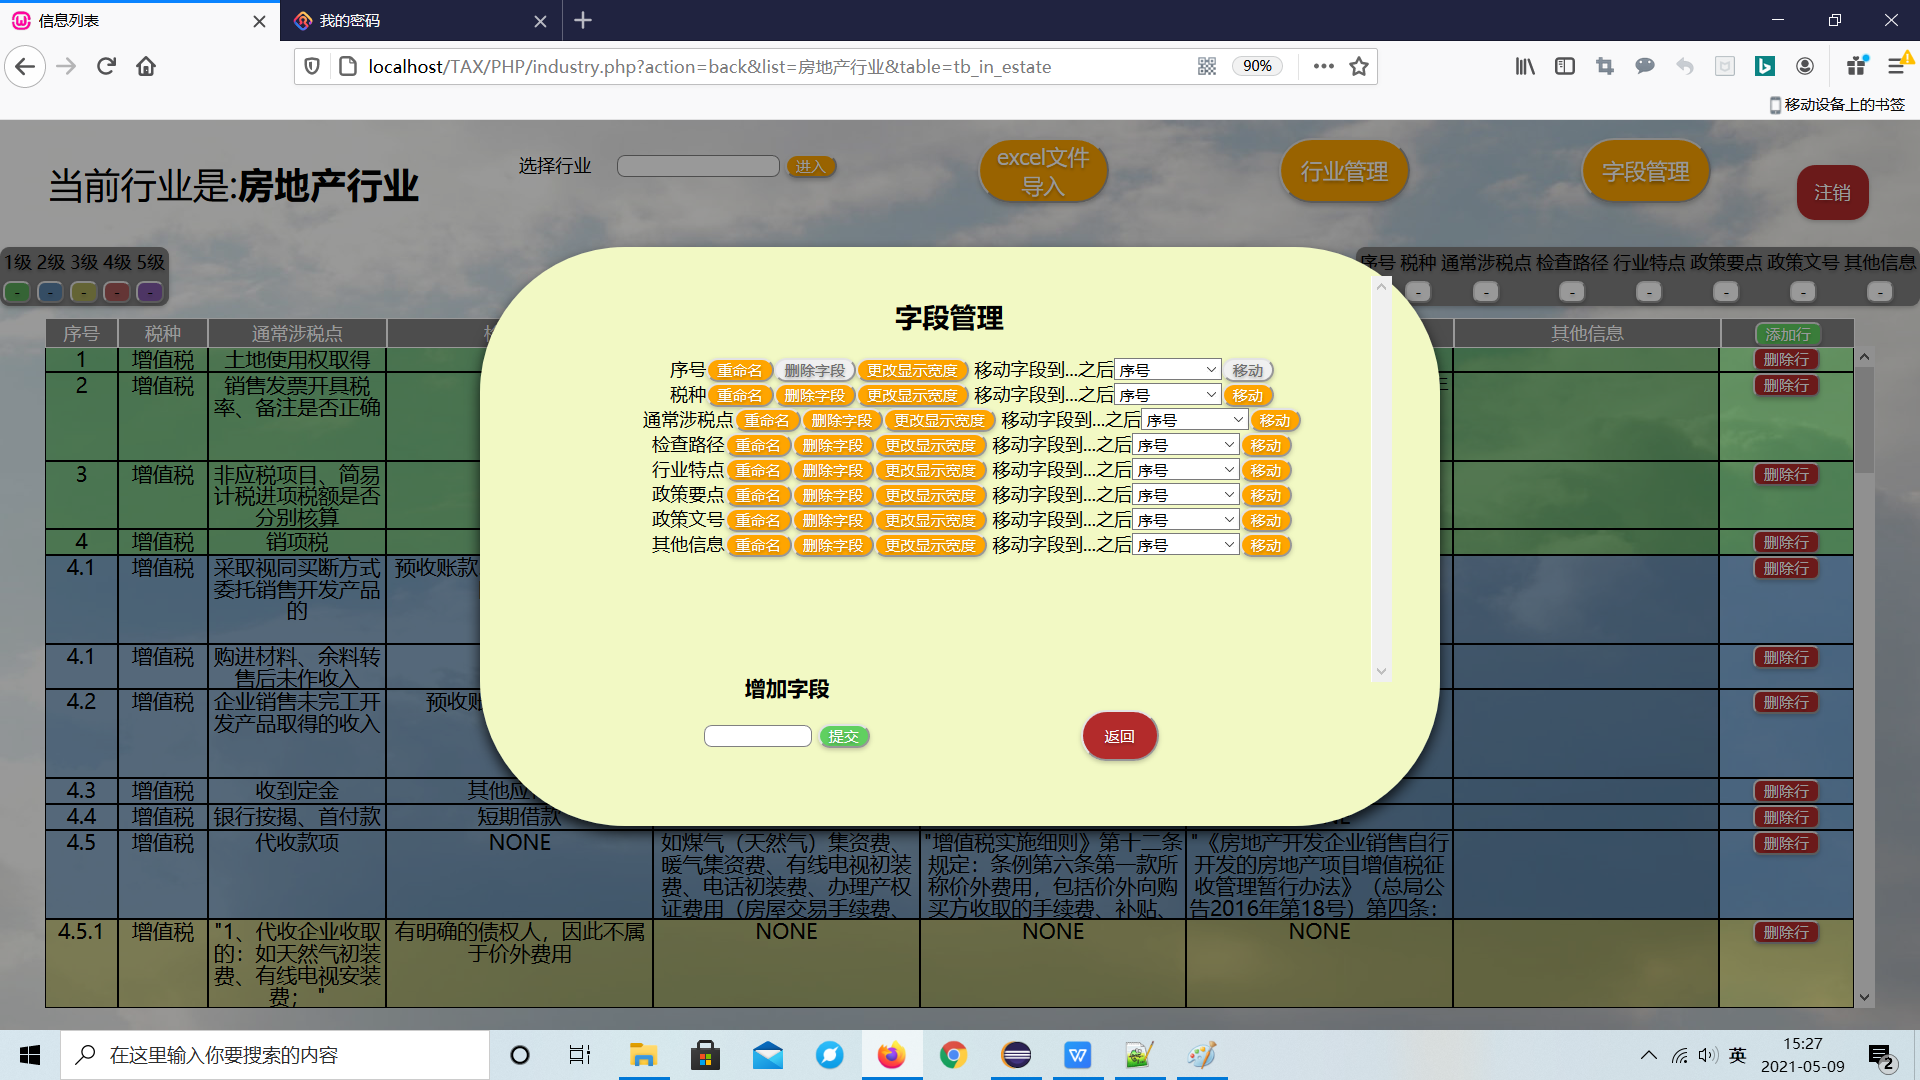 信息列表
我的密码
localhost/TAX/PHP/industry.php?action=back&list=房地产行业&table=tb_in_estate
90%
移动设备上的书签
当前行业是:房地产行业
选择行业
进入
excel文件
导入
行业管理
字段管理
注销
1级 2级 3级 4级 5级
- - - - -
序号 税种 通常涉税点 检查路径 行业特点 政策要点 政策文号 其他信息
- - - - - - -
序号 税种 通常涉税点 其他信息 添加行
1 增值税 土地使用权取得 删除行
2 增值税 销售发票开具税 删除行
率、备注是否正确
3 增值税 非应税项目、简易 删除行
计税进项税额是否
分别核算
4 增值税 销项税 删除行
4.1 增值税 采取视同买断方式 预收账款 删除行
委托销售开发产品
的
4.1 增值税 购进材料、余料转 删除行
售后未作收入
4.2 增值税 企业销售未完工开 预收账 删除行
发产品取得的收入
4.3 增值税 收到定金 其他应 删除行
4.4 增值税 银行按揭、首付款 短期借款 删除行
4.5 增值税 代收款项 NONE 如煤气（天然气）集资费、 "增值税实施细则》第十二条 "《房地产开发企业销售自行 删除行
暖气集资费、有线电视初装 规定：条例第六条第一款所 开发的房地产项目增值税征
费、电话初装费、办理产权 称价外费用，包括价外向购 收管理暂行办法》（总局公
证费用（房屋交易手续费、 买方收取的手续费、补贴、 告2016年第18号）第四条：
4.5.1 增值税 "1、代收企业收取 有明确的债权人，因此不属 NONE NONE NONE 删除行
的：如天然气初装 于价外费用
费、有线电视安装
费； "
字段管理
序号 重命名 删除字段 更改显示宽度 移动字段到...之后 序号 移动
税种 重命名 删除字段 更改显示宽度 移动字段到...之后 序号 移动
通常涉税点 重命名 删除字段 更改显示宽度 移动字段到...之后 序号 移动
检查路径 重命名 删除字段 更改显示宽度 移动字段到...之后 序号 移动
行业特点 重命名 删除字段 更改显示宽度 移动字段到...之后 序号 移动
政策要点 重命名 删除字段 更改显示宽度 移动字段到...之后 序号 移动
政策文号 重命名 删除字段 更改显示宽度 移动字段到...之后 序号 移动
其他信息 重命名 删除字段 更改显示宽度 移动字段到...之后 序号 移动
增加字段
提交
返回
在这里输入你要搜索的内容
英
15:27
2021-05-09
2